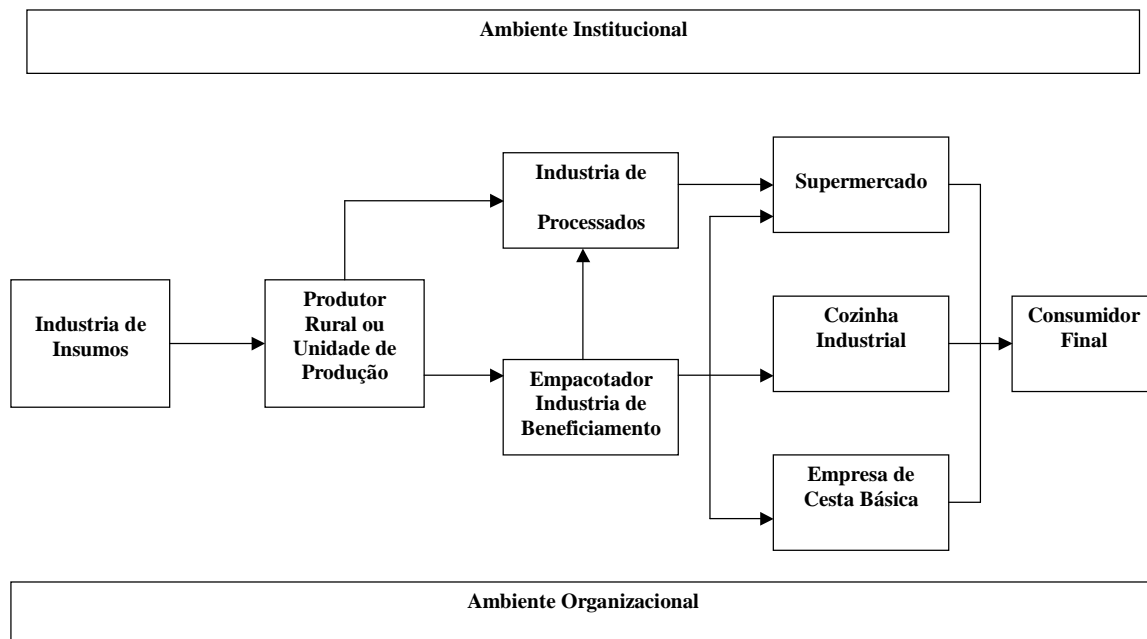 Ambiente Institucional
Industria de
Processados
Supermercado
Industria de
Insumos
Produtor
Rural ou
Unidade de
Produção
Empacotador
Industria de
Beneficiamento
Cozinha
Industrial
Consumidor
Final
Empresa de
Cesta Básica
Ambiente Organizacional